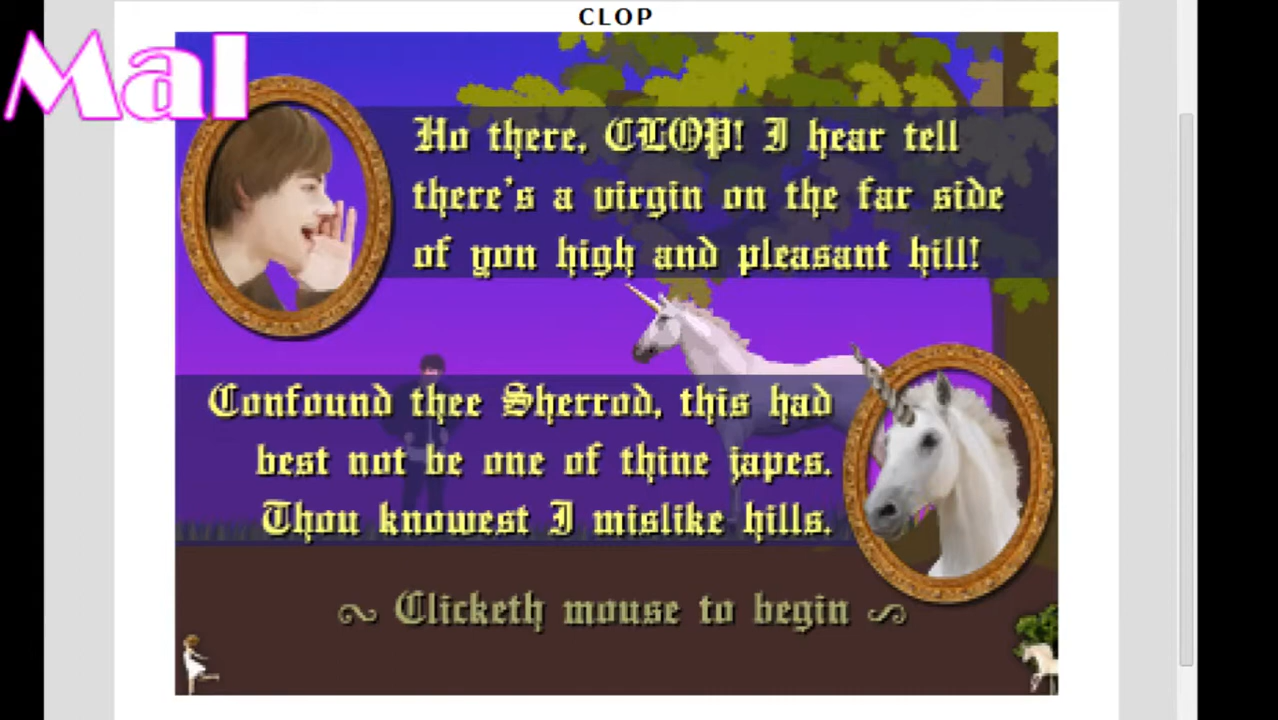 CLOP
Mal
Ho there, CLOP! I hear tell
there's a virgin on the far side
of yon high and pleasant hill!
Confound thee Sherrod, this had
best not be one of thine japes.
Thou knowest I mislike hills.
~ Clicketh mouse to begin ~